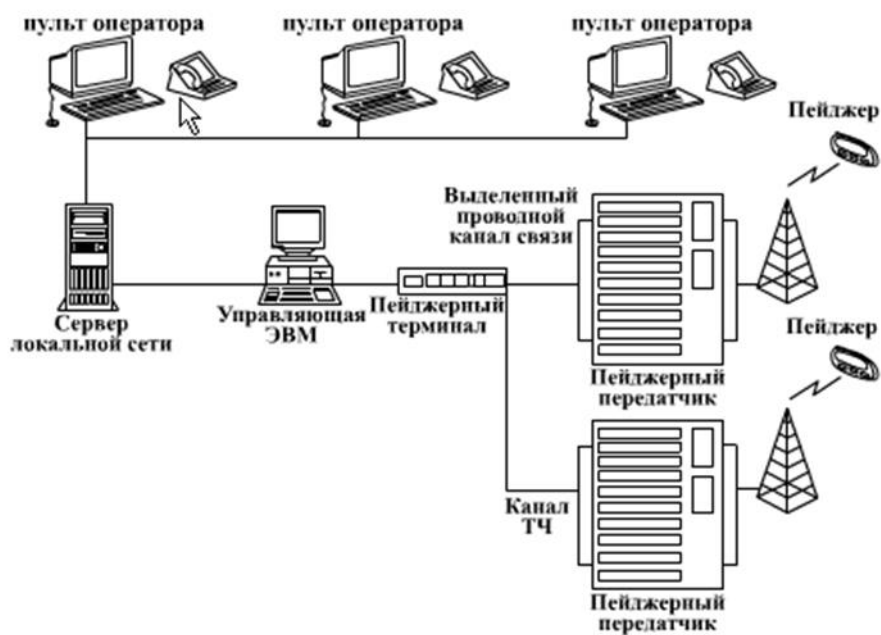 пульт оператора
пульт оператора
пульт оператора
Пейджер
Выделенный
проводной
канал связи
Сервер
локальной сети
Управляющая
ЭВМ
Пейджерный
терминал
Пейджерный
передатчик
Пейджер
Канал
ТЧ
Пейджерный
передатчик